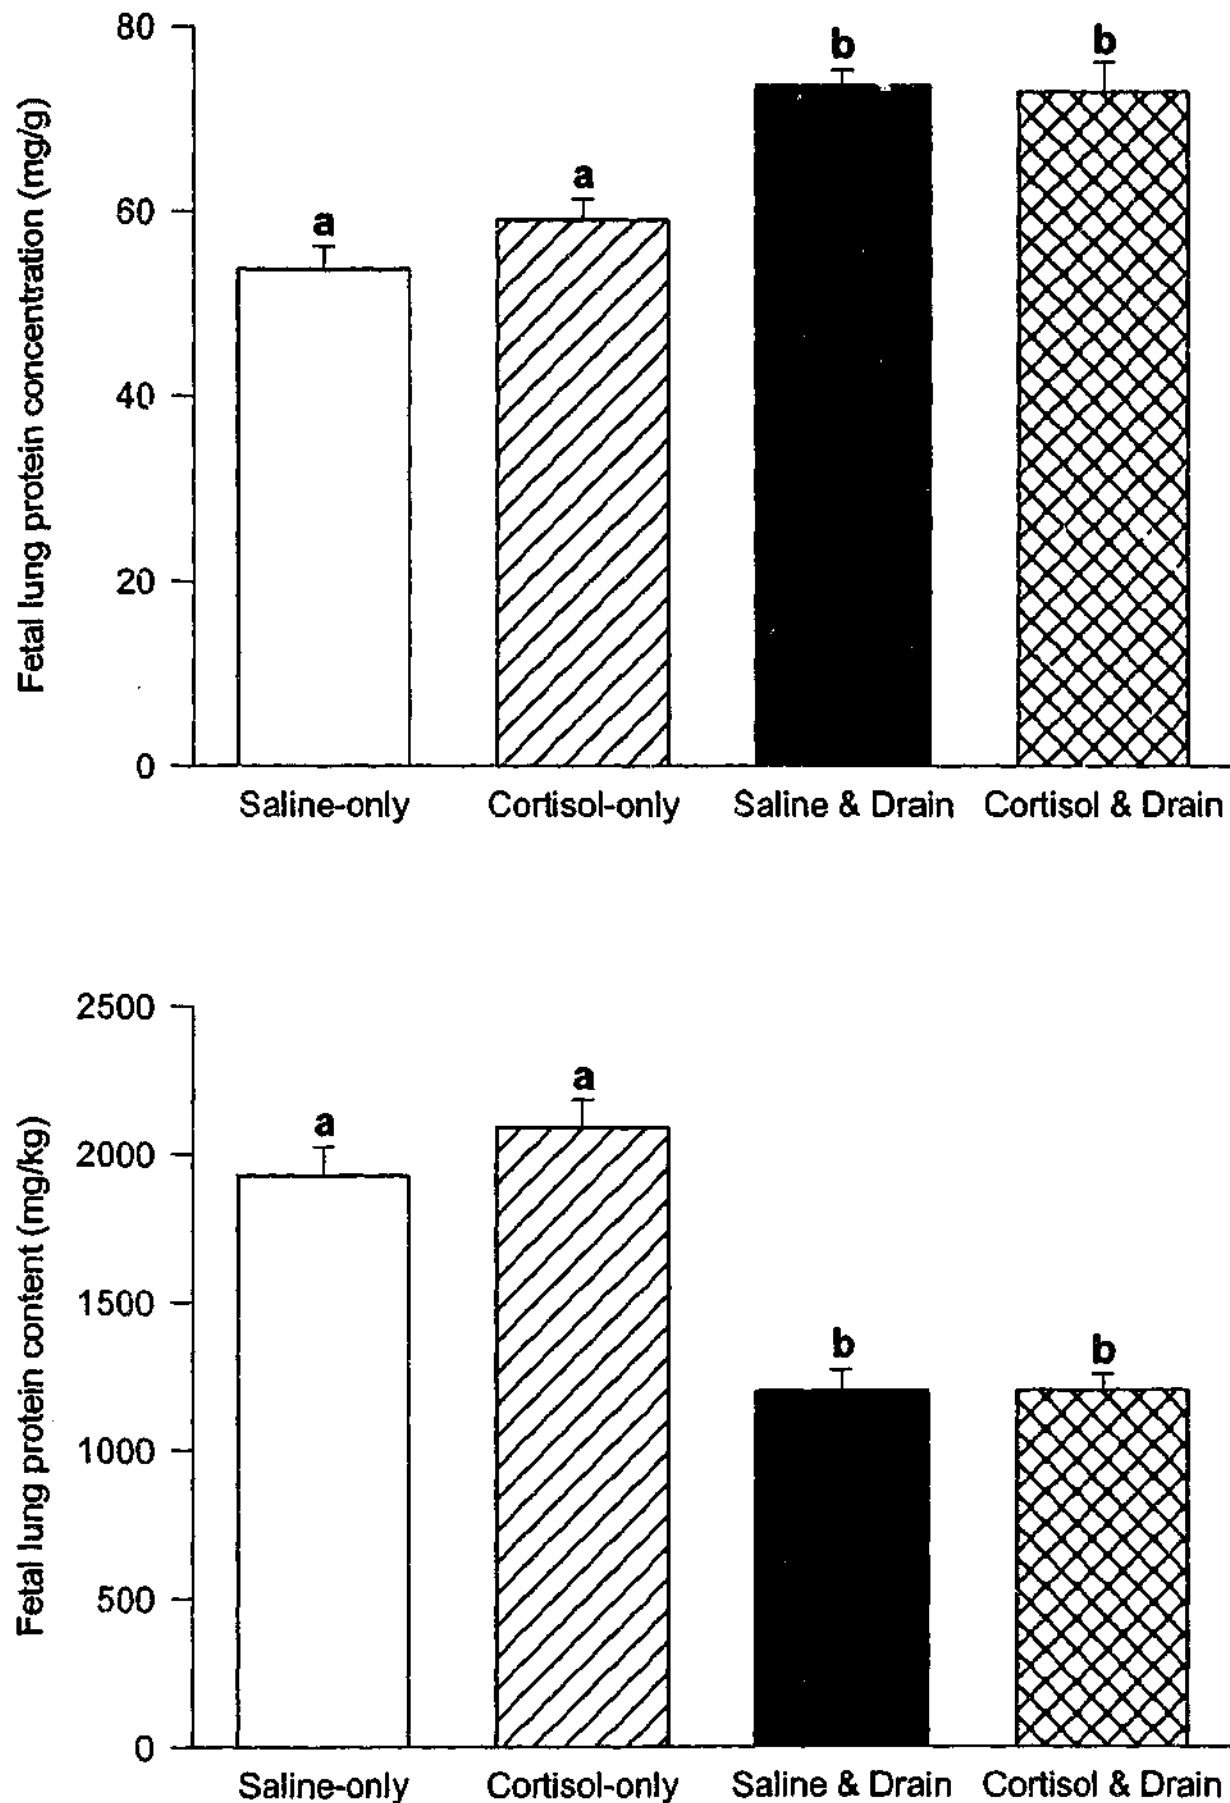 Fetal lung protein concentration (mg/g)
80
60
40
20
0
a
a
b
b
Saline-only
Cortisol-only
Saline & Drain
Cortisol & Drain
Fetal lung protein content (mg/kg)
2500
2000
1500
1000
500
0
a
a
b
b
Saline-only
Cortisol-only
Saline & Drain
Cortisol & Drain